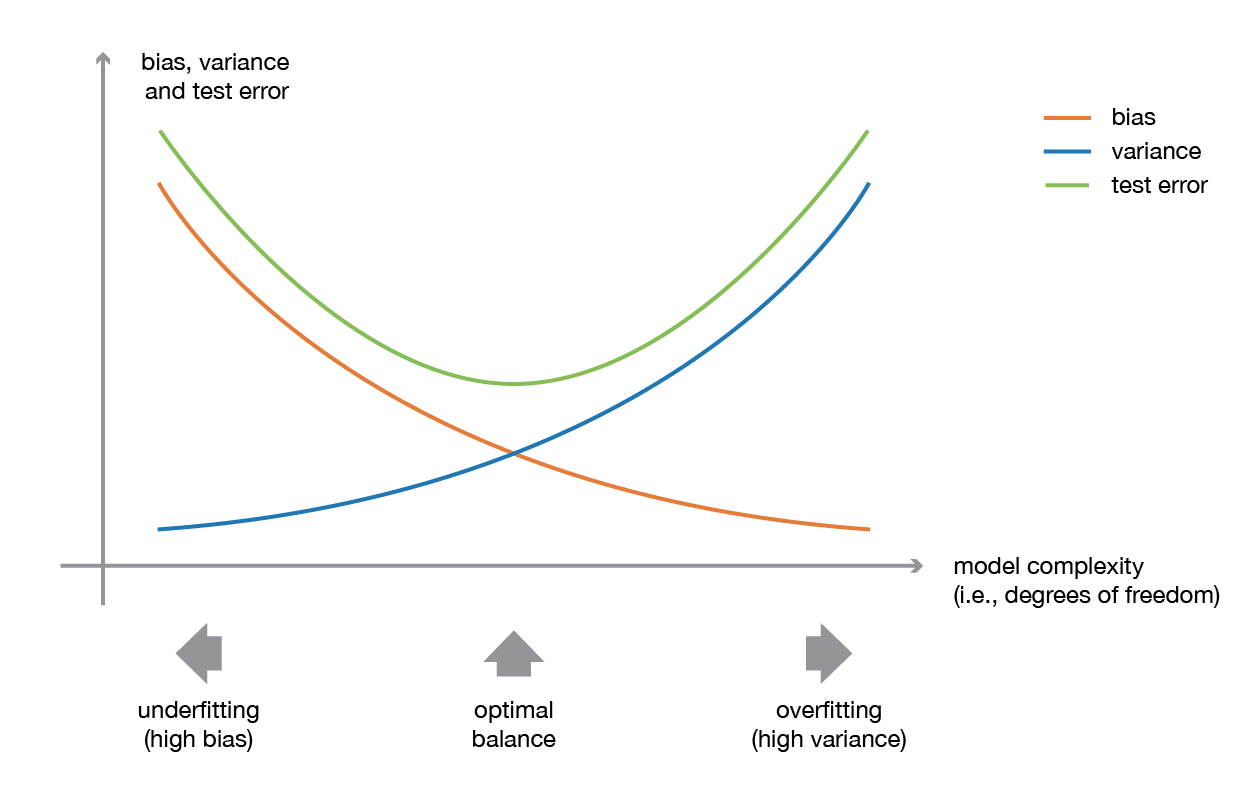 bias, variance
and test error
bias
variance
test error
model complexity
(i.e., degrees of freedom)
underfitting
(high bias)
optimal
balance
overfitting
(high variance)